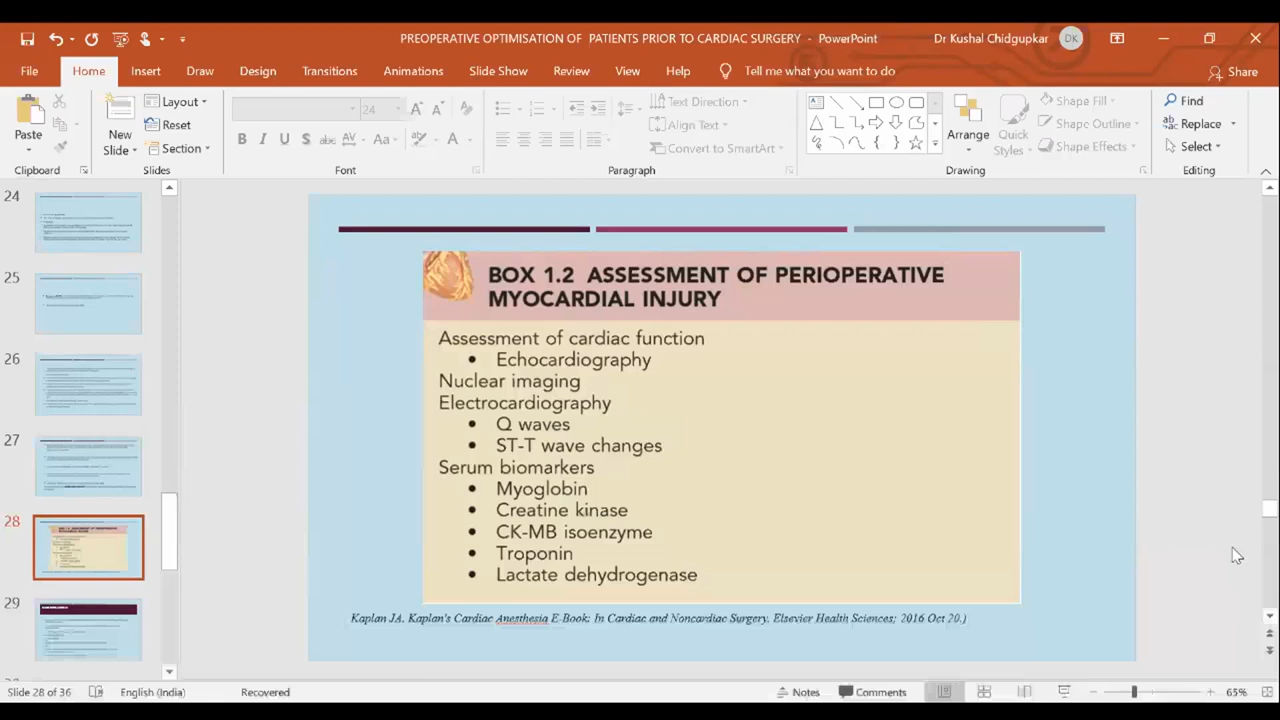 PREOPERATIVE OPTIMISATION OF PATIENTS PRIOR TO CARDIAC SURGERY - PowerPoint
Dr Kushal Chidgupkar
DK
File Home Insert Draw Design Transitions Animations Slide Show Review View Help Tell me what you want to do
Share
Paste
New
Slide
Layout
Reset
Section
24
A
Aa
B I U S abc AV
Text Direction
Align Text
Convert to SmartArt
Arrange
Quick
Styles
Shape Fill
Shape Outline
Shape Effects
Find
Replace
Select
Clipboard Slides Font Paragraph Drawing Editing
24
25
26
27
28
29
BOX 1.2 ASSESSMENT OF PERIOPERATIVE
MYOCARDIAL INJURY
Assessment of cardiac function
• Echocardiography
Nuclear imaging
Electrocardiography
• Q waves
• ST-T wave changes
Serum biomarkers
• Myoglobin
• Creatine kinase
• CK-MB isoenzyme
• Troponin
• Lactate dehydrogenase
Kaplan JA. Kaplan's Cardiac Anesthesia E-Book: In Cardiac and Noncardiac Surgery. Elsevier Health Sciences; 2016 Oct 20.)
Slide 28 of 36 English (India) Recovered Notes Comments 65%